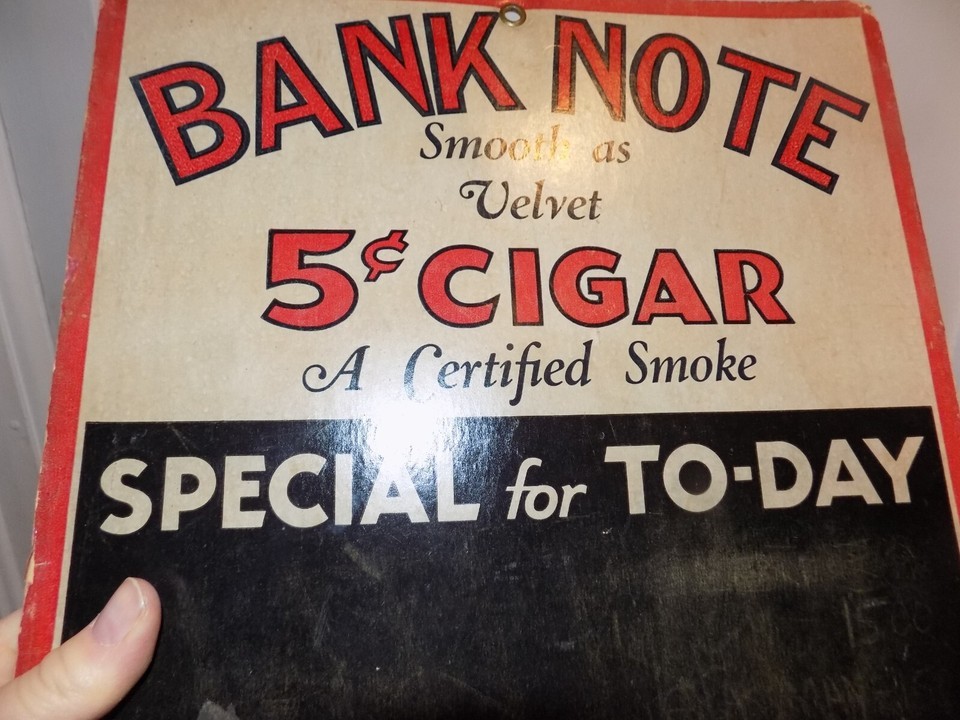 BANK NOTE
Smooth as
Velvet
5¢ CIGAR
A Certified Smoke
SPECIAL for TO-DAY